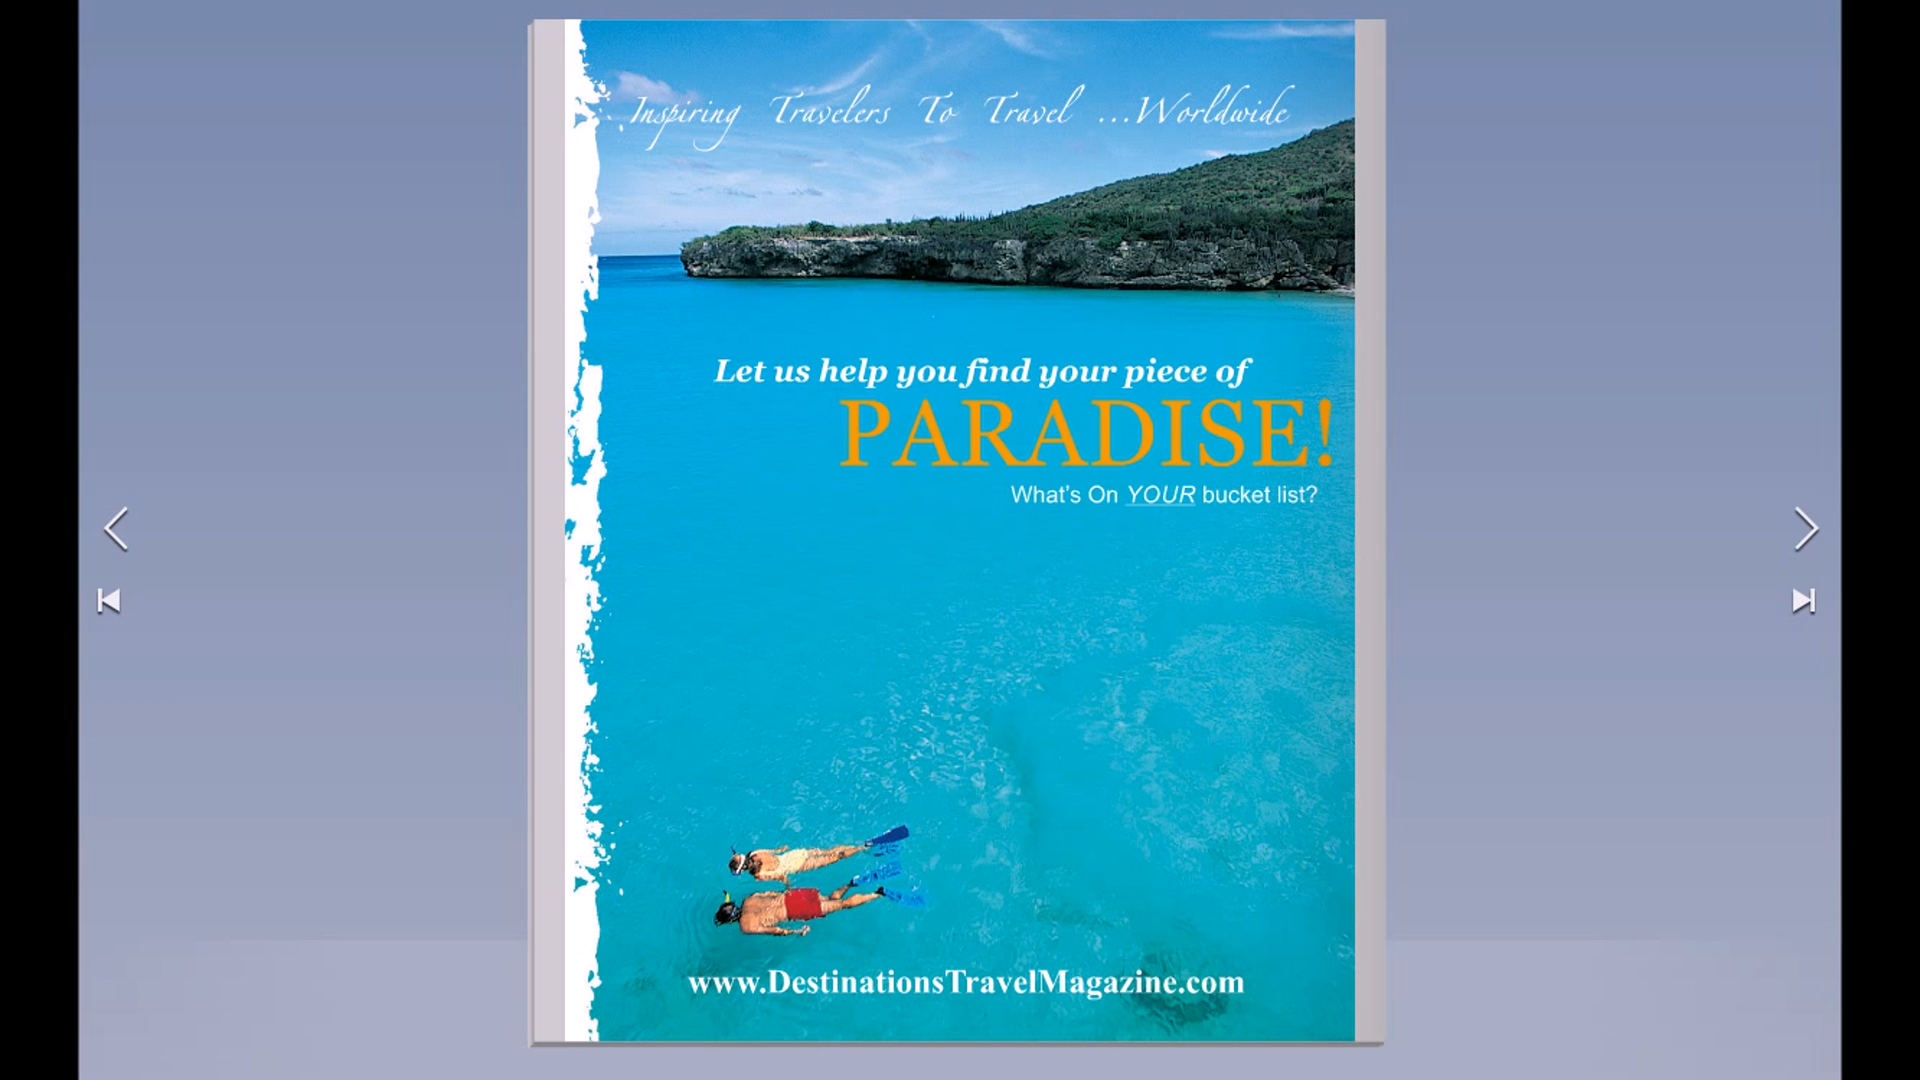 Inspiring Travelers To Travel ...Worldwide
Let us help you find your piece of
PARADISE!
What's On YOUR bucket list?
www.DestinationsTravelMagazine.com